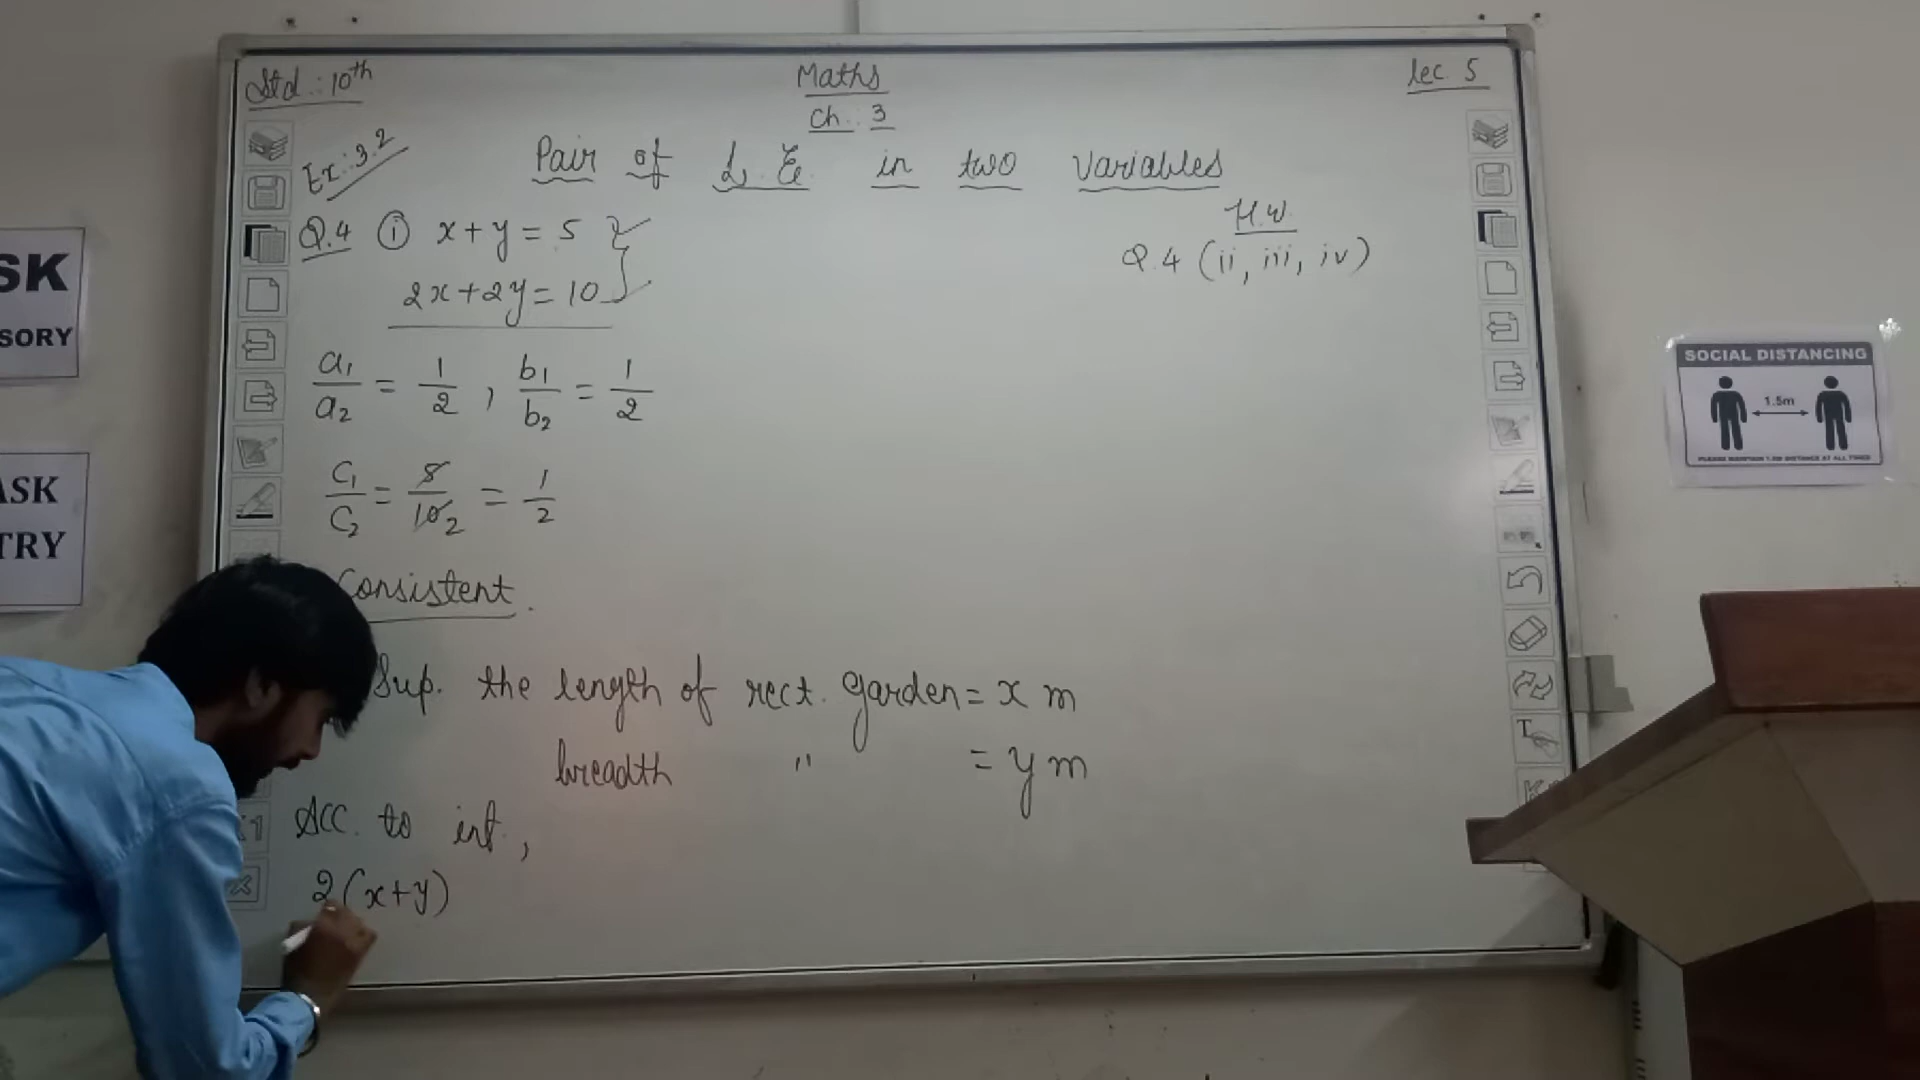 Std.: 10th
Maths
lec. 5
Ch.: 3
Ex.: 3.2
Pair of L.E. in two variables
H.W.
Q.4 (ii, iii, iv)
Q.4 (i) x+y = 5
2x+2y = 10
a₁/a₂ = 1/2 , b₁/b₂ = 1/2
c₁/c₂ = 5/10 2 = 1/2
Consistent.
Sup. the length of rect. garden = x m
breadth " = y m
Acc. to
2(x+y)
SK
SORY
ASK
TRY
SOCIAL DISTANCING
1.5m